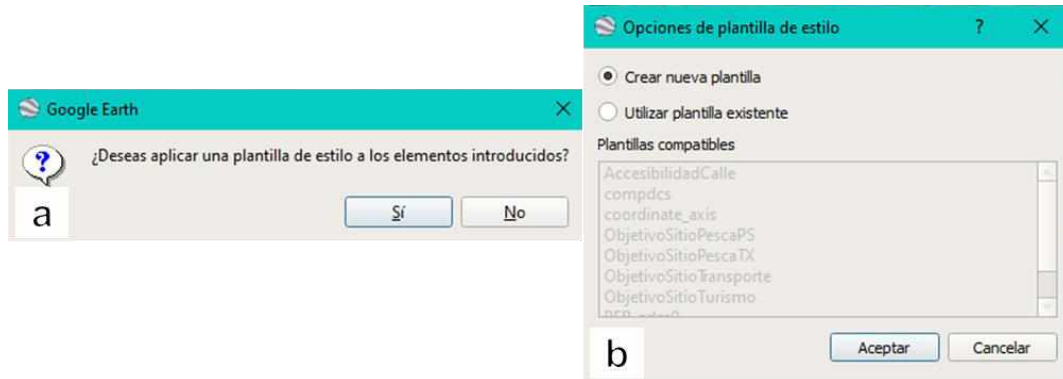 Google Earth
¿Deseas aplicar una plantilla de estilo a los elementos introducidos?
Sí
No
a
Opciones de plantilla de estilo
?
Crear nueva plantilla
Utilizar plantilla existente
Plantillas compatibles
AccesibilidadCalle
compdcs
coordinate_axis
ObjetivoSitioPescaPS
ObjetivoSitioPescaTX
ObjetivoSitioTransporte
ObjetivoSitioTurismo
Aceptar
Cancelar
b